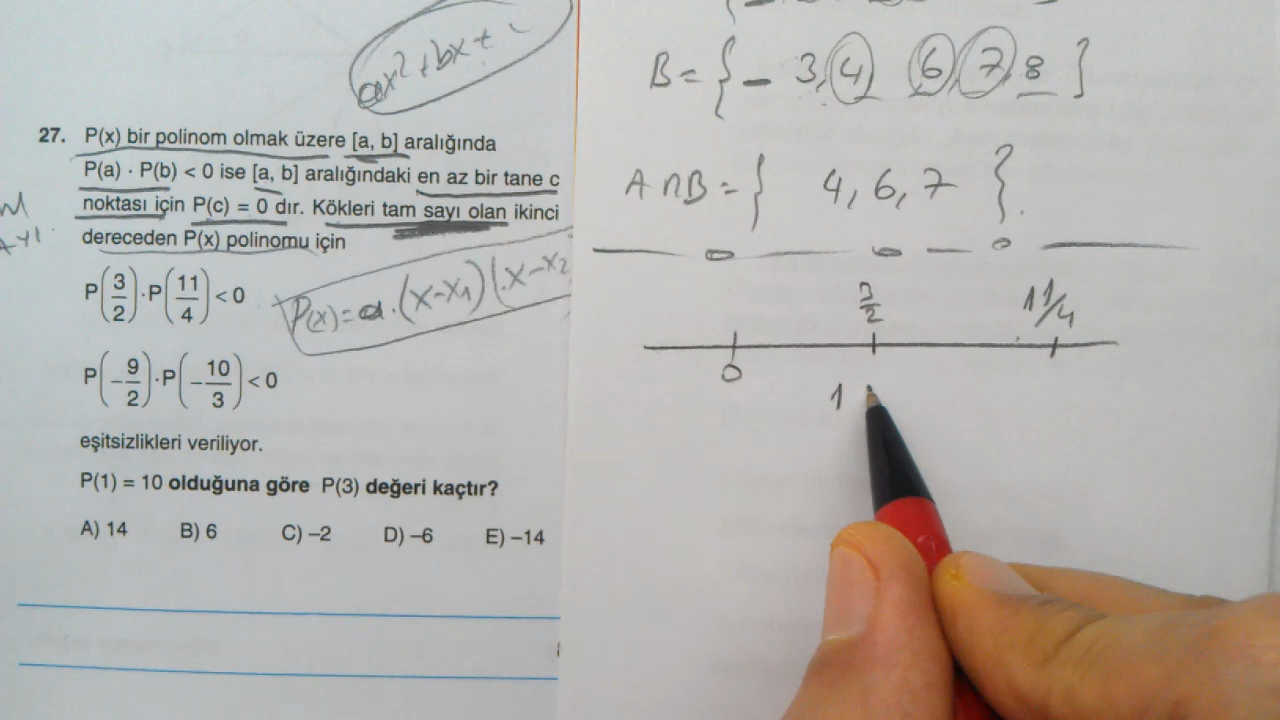 ax² + bx +
27. P(x) bir polinom olmak üzere [a, b] aralığında
P(a) · P(b) < 0 ise [a, b] aralığındaki en az bir tane c
noktası için P(c) = 0 dır. Kökleri tam sayı olan ikinci
dereceden P(x) polinomu için
P(3/2) · P(11/4) < 0
P(x) = a · (x - x₁) (x - x₂
P(-9/2) · P(-10/3) < 0
eşitsizlikleri veriliyor.
P(1) = 10 olduğuna göre P(3) değeri kaçtır?
A) 14 B) 6 C) –2 D) –6 E) –14
B = { - 3, 4 6, 7, 8 }
A ∩ B = { 4, 6, 7 }
3/2 11/4
0
1